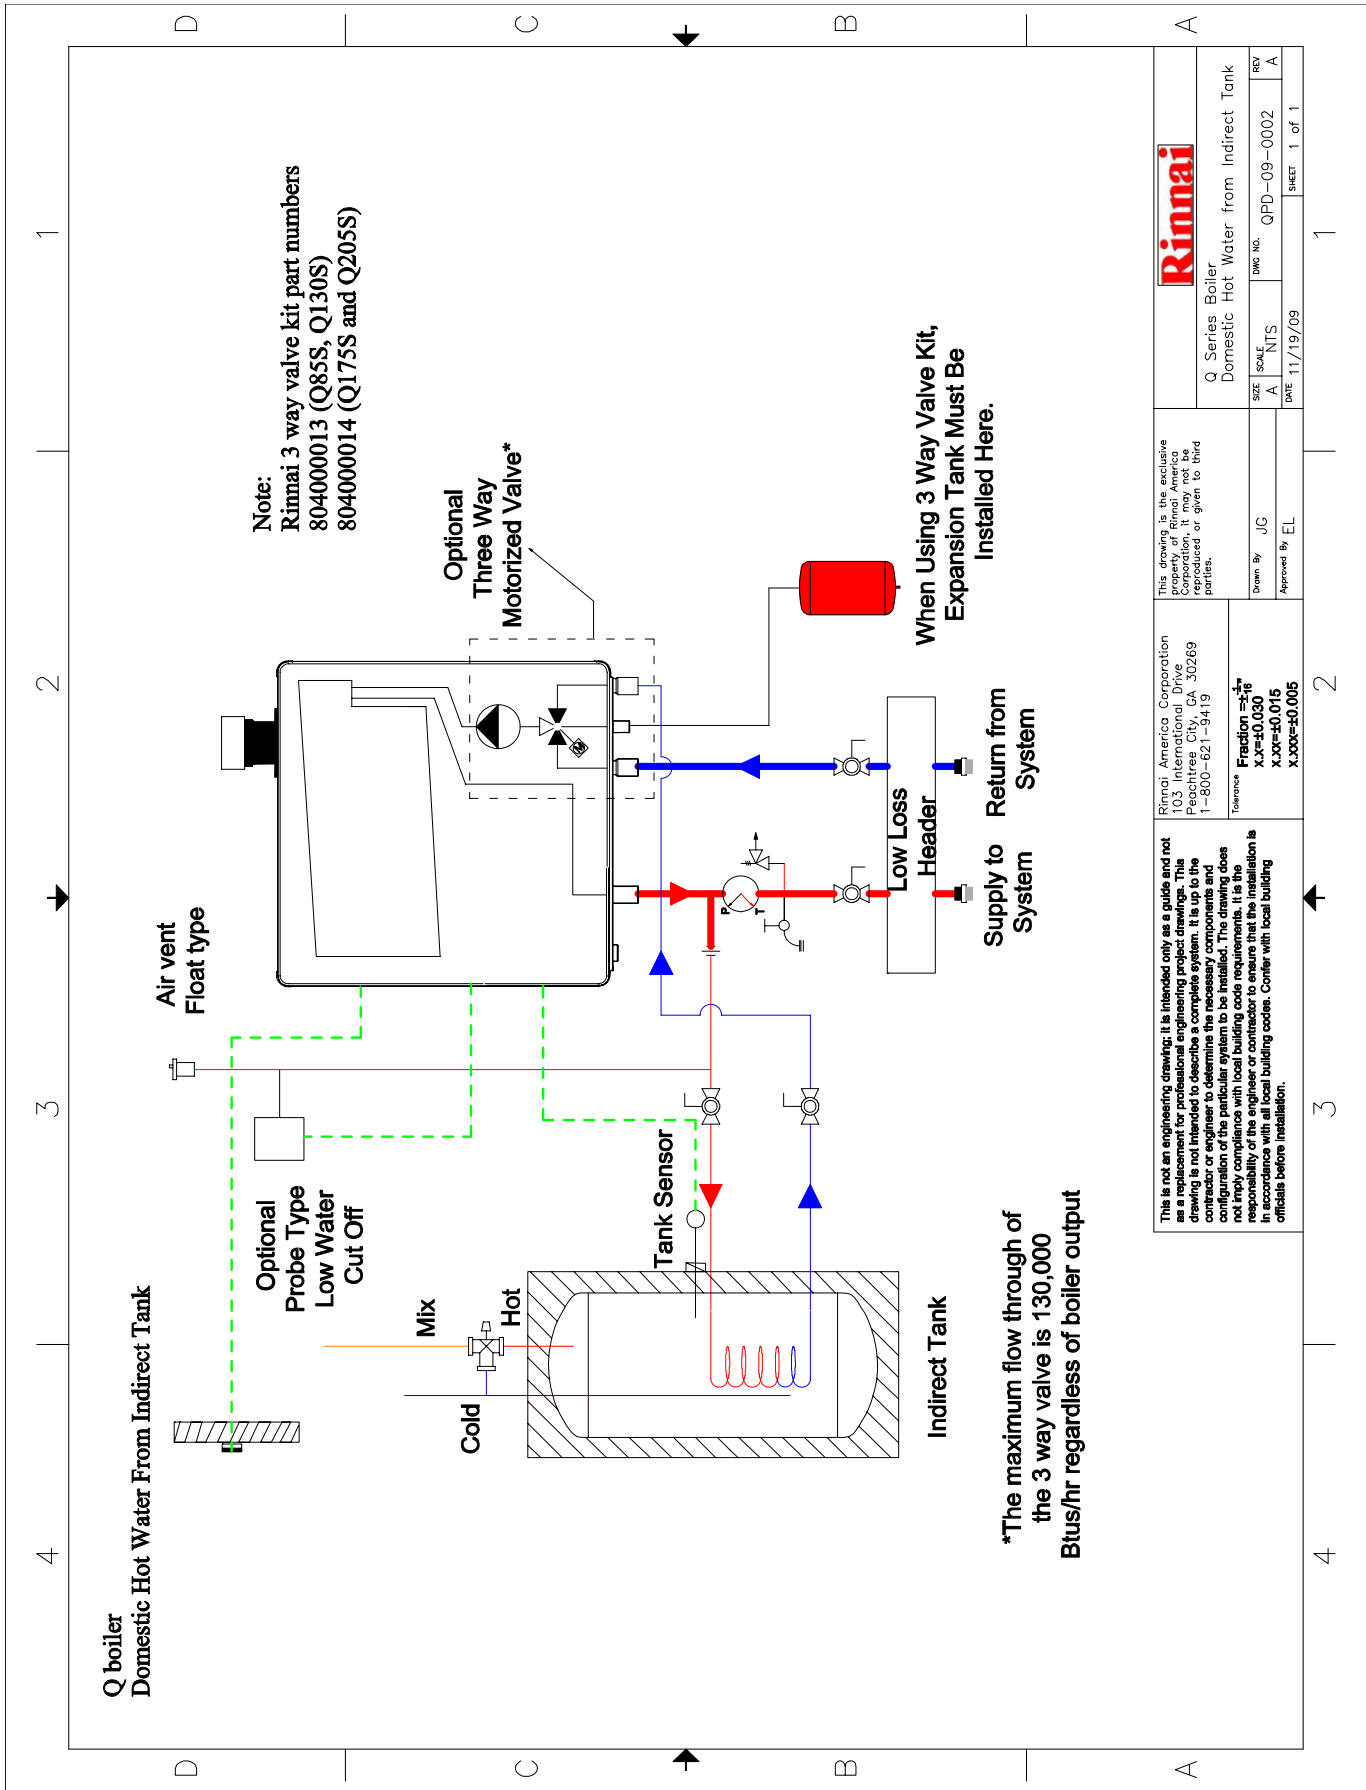 Q boiler
Domestic Hot Water From Indirect Tank
Note:
Rinnai 3 way valve kit part numbers
804000013 (Q85S, Q130S)
804000014 (Q175S and Q205S)
Air vent
Float type
Optional
Three Way
Motorized Valve*
Optional
Probe Type
Low Water
Cut Off
Mix
Hot
Cold
Tank Sensor
Indirect Tank
M
P
T
Low Loss
Header
Supply to
System
Return from
System
When Using 3 Way Valve Kit,
Expansion Tank Must Be
Installed Here.
*The maximum flow through of
the 3 way valve is 130,000
Btus/hr regardless of boiler output
This is not an engineering drawing; it is intended only as a guide and not
as a replacement for professional engineering project drawings. This
drawing is not intended to describe a complete system. It is up to the
contractor or engineer to determine the necessary components and
configuration of the particular system to be installed. The drawing does
not imply compliance with local building code requirements. It is the
responsibility of the engineer or contractor to ensure that the installation is
in accordance with all local building codes. Confer with local building
officials before installation.
Rinnai America Corporation
103 International Drive
Peachtree City, GA 30269
1-800-621-9419
Tolerance
Fraction =±1/16"
X.X=±0.030
X.XX=±0.015
X.XXX=±0.005
This drawing is the exclusive
property of Rinnai America
Corporation, it may not be
reproduced or given to third
parties.
Drawn By JG
Approved By EL
Rinnai
Q Series Boiler
Domestic Hot Water from Indirect Tank
SIZE A
SCALE NTS
DWG NO. QPD-09-0002
REV A
DATE 11/19/09
SHEET 1 of 1
4
3
2
1
4
3
2
1
D
C
B
A
D
C
B
A